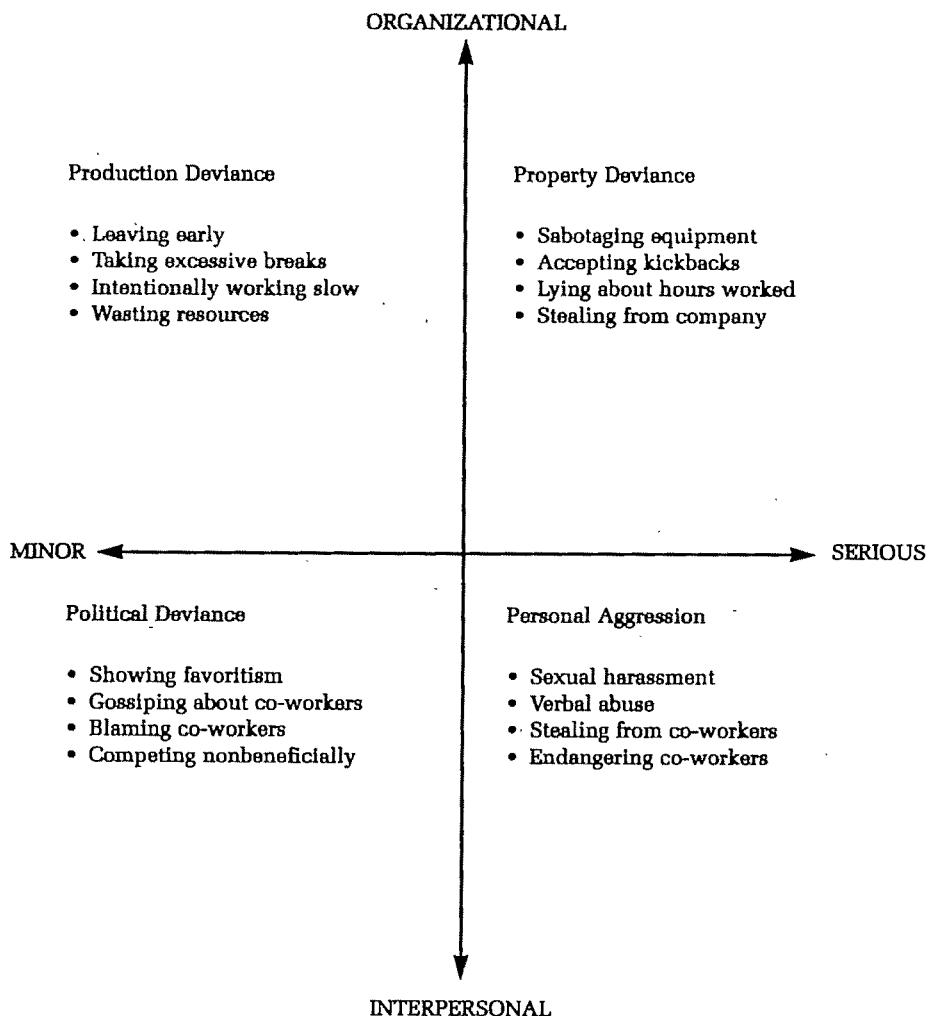 ORGANIZATIONAL
Production Deviance
• Leaving early
• Taking excessive breaks
• Intentionally working slow
• Wasting resources
Property Deviance
• Sabotaging equipment
• Accepting kickbacks
• Lying about hours worked
• Stealing from company
MINOR
SERIOUS
Political Deviance
• Showing favoritism
• Gossiping about co-workers
• Blaming co-workers
• Competing nonbeneficially
Personal Aggression
• Sexual harassment
• Verbal abuse
• Stealing from co-workers
• Endangering co-workers
INTERPERSONAL